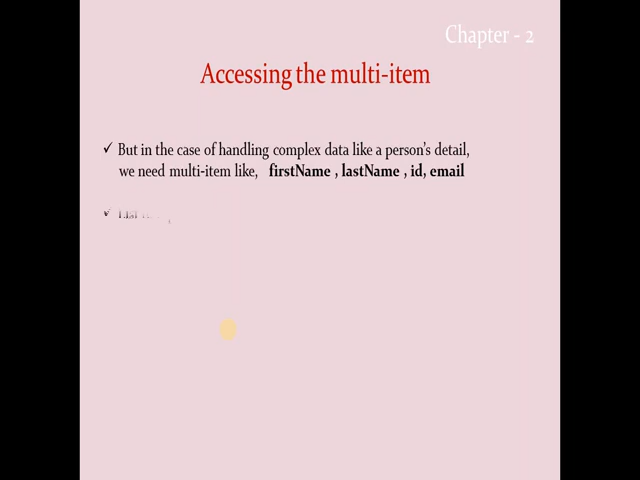 Chapter - 2
Accessing the multi-item
✓ But in the case of handling complex data like a person's detail,
we need multi-item like, firstName , lastName , id, email